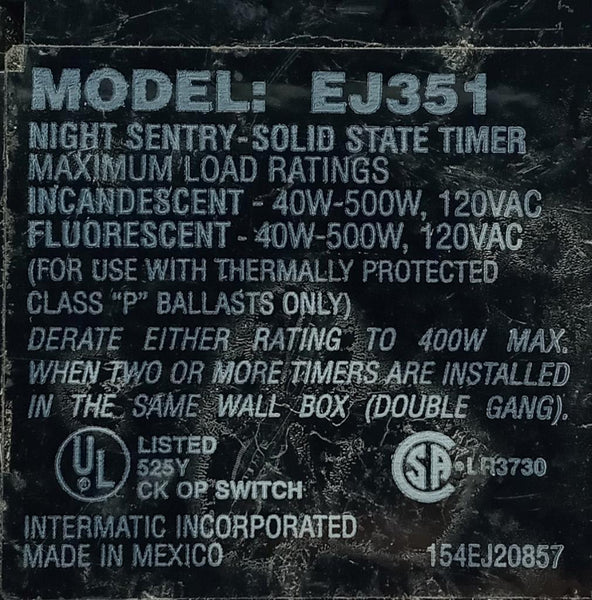 MODEL: EJ351
NIGHT SENTRY-SOLID STATE TIMER
MAXIMUM LOAD RATINGS
INCANDESCENT - 40W-500W, 120VAC
FLUORESCENT - 40W-500W, 120VAC
(FOR USE WITH THERMALLY PROTECTED
CLASS "P" BALLASTS ONLY)
DERATE EITHER RATING TO 400W MAX.
WHEN TWO OR MORE TIMERS ARE INSTALLED
IN THE SAME WALL BOX (DOUBLE GANG).
UL LISTED
525Y
CK OP SWITCH
SA LR3730
INTERMATIC INCORPORATED
MADE IN MEXICO 154EJ20857